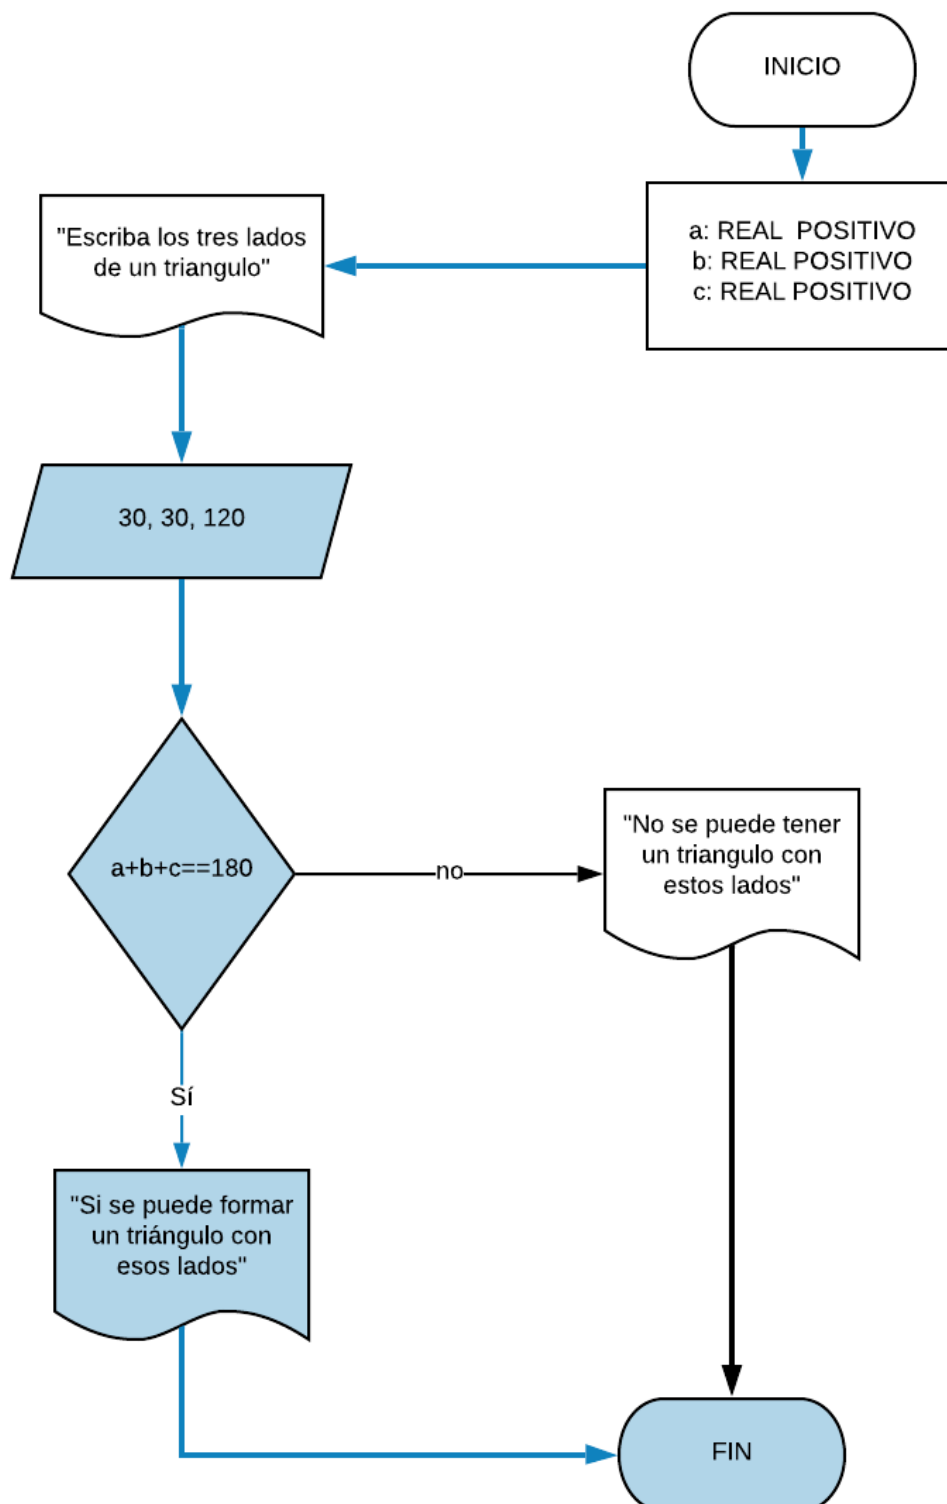 INICIO
a: REAL  POSITIVO
b: REAL POSITIVO
c: REAL POSITIVO
"Escriba los tres lados
de un triangulo"
30, 30, 120
a+b+c==180
no
"No se puede tener
un triangulo con
estos lados"
Sí
"Si se puede formar
un triángulo con
esos lados"
FIN